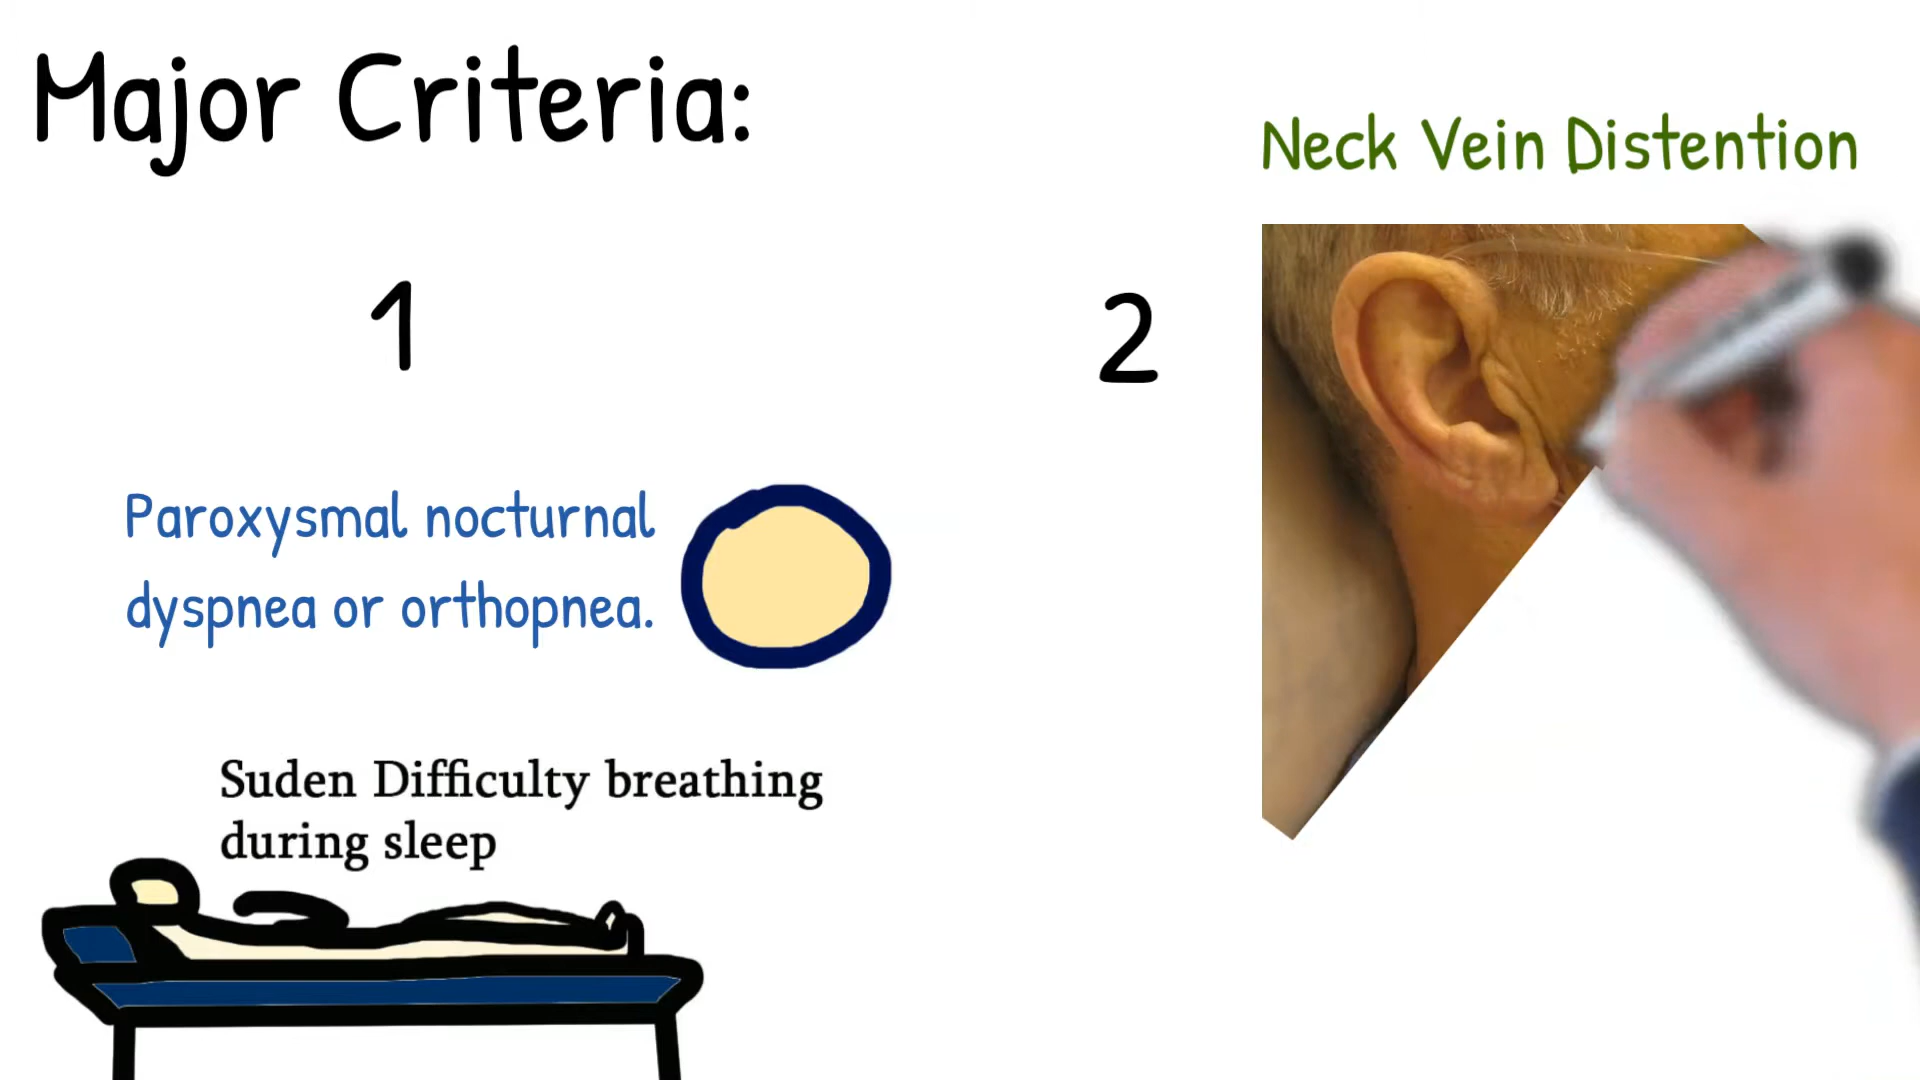 Major Criteria:
Neck Vein Distention
1
2
Paroxysmal nocturnal
dyspnea or orthopnea.
Suden Difficulty breathing
during sleep